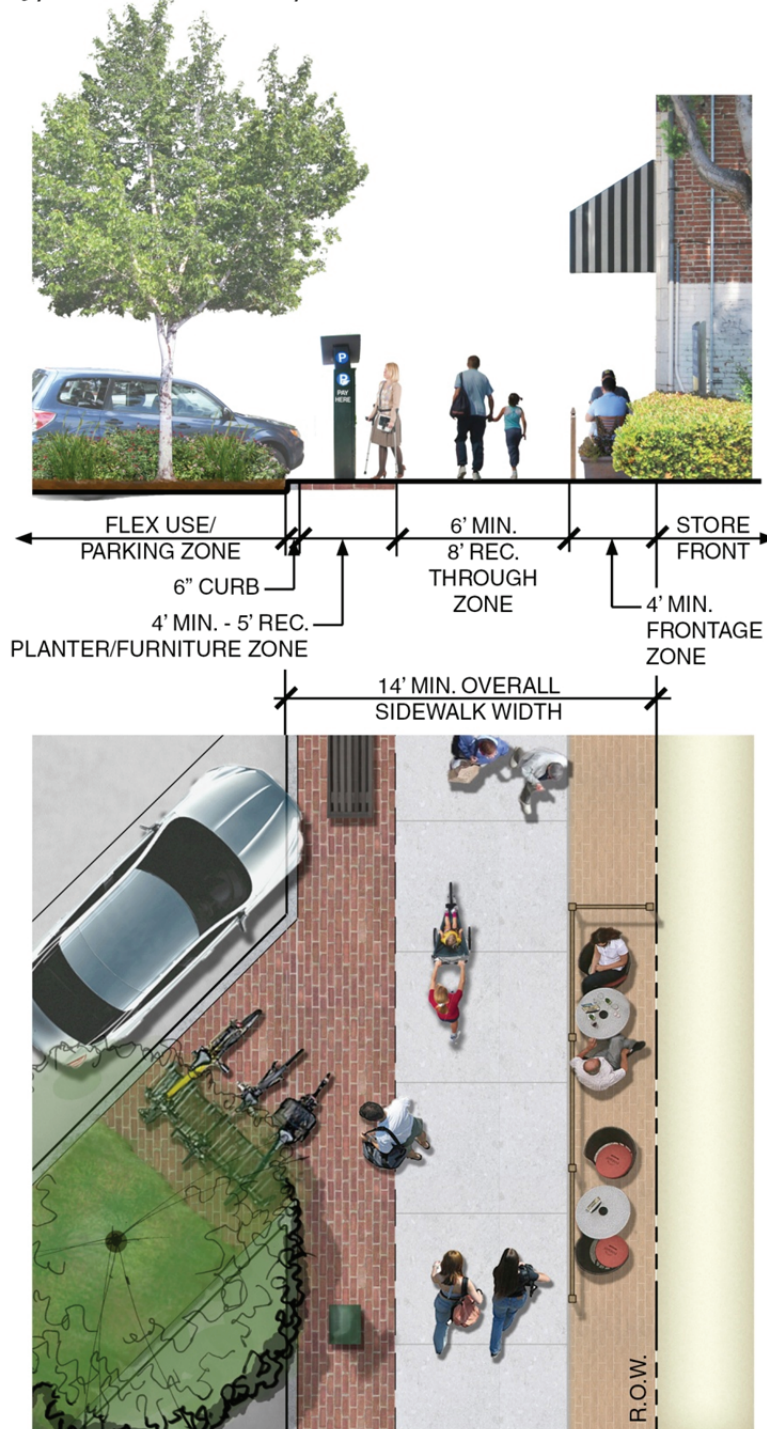 P
P
PAY
HERE
FLEX USE/
PARKING ZONE
6" CURB
4' MIN. - 5' REC.
PLANTER/FURNITURE ZONE
6' MIN.
8' REC.
THROUGH
ZONE
STORE
FRONT
4' MIN.
FRONTAGE
ZONE
14' MIN. OVERALL
SIDEWALK WIDTH
R.O.W.